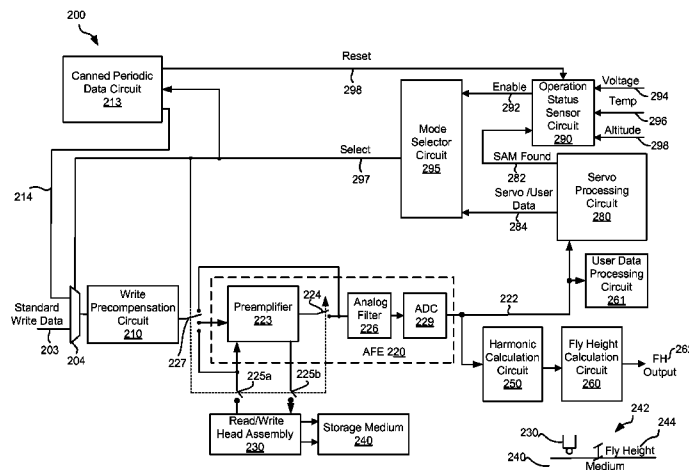 200
Reset
298
Canned Periodic
Data Circuit
213
Enable
292
Operation
Status
Sensor
Circuit
290
Voltage
294
Temp
296
Altitude
298
Mode
Selector
Circuit
295
Select
297
SAM Found
282
Servo /User
Data
284
Servo
Processing
Circuit
280
214
User Data
Processing
Circuit
261
Standard
Write Data
203
204
Write
Precompensation
Circuit
210
227
Preamplifier
223
224
Analog
Filter
226
ADC
229
AFE 220
222
225a
225b
Harmonic
Calculation
Circuit
250
Fly Height
Calculation
Circuit
260
FH
Output
Read/Write
Head Assembly
230
Storage Medium
240
242
230
244
Fly Height
240
Medium